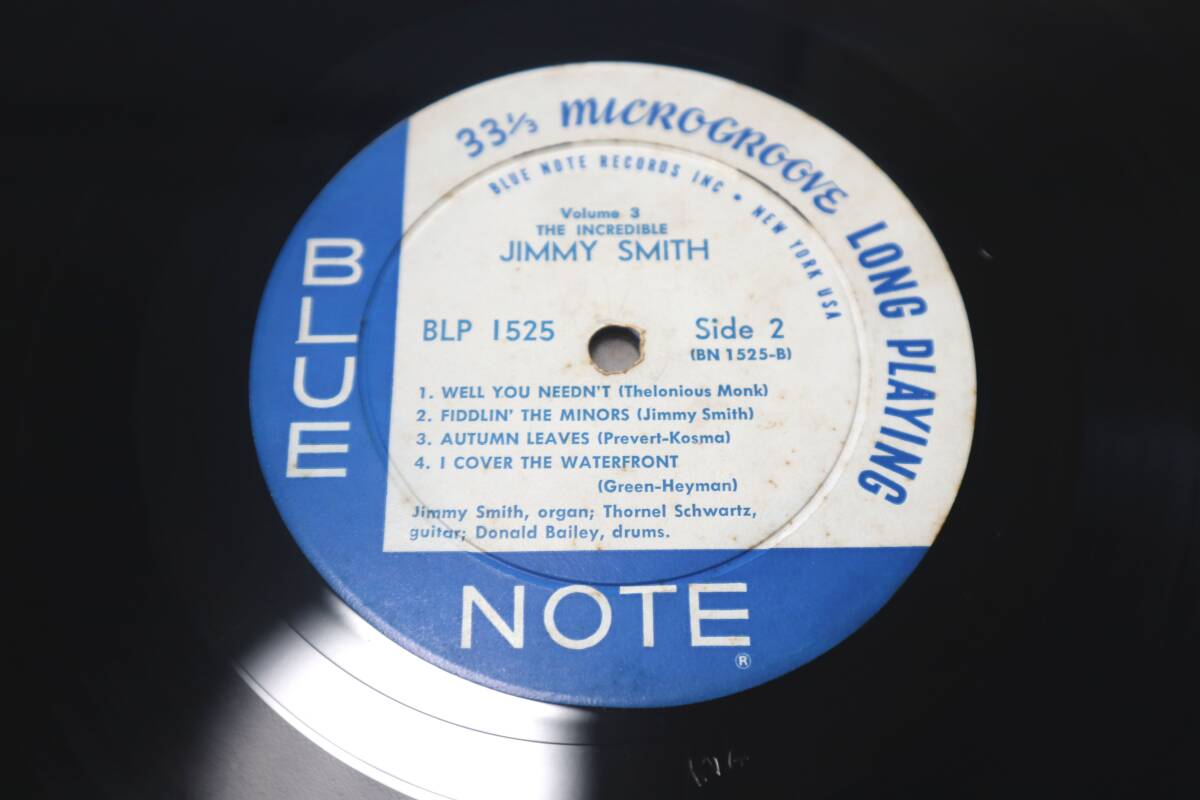 33⅓ MICROGROOVE LONG PLAYING
BLUE NOTE RECORDS INC • NEW YORK USA
Volume 3
THE INCREDIBLE
JIMMY SMITH
BLP 1525
Side 2
(BN 1525-B)
1. WELL YOU NEEDN'T (Thelonious Monk)
2. FIDDLIN' THE MINORS (Jimmy Smith)
3. AUTUMN LEAVES (Prevert-Kosma)
4. I COVER THE WATERFRONT
(Green-Heyman)
Jimmy Smith, organ; Thornel Schwartz,
guitar; Donald Bailey, drums.
BLUE
NOTE
®